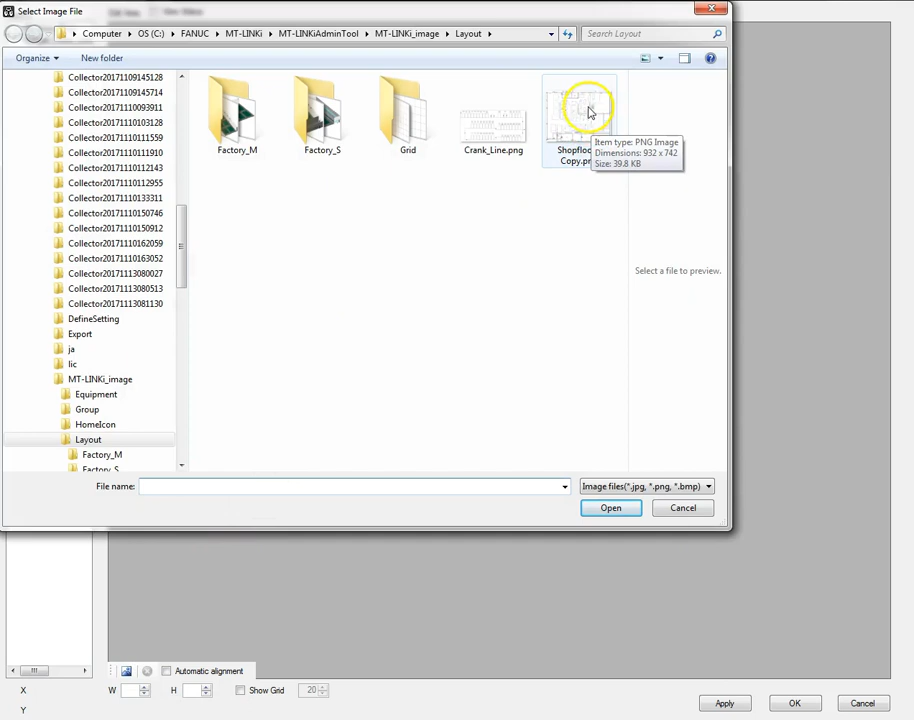 Select Image File
Computer OS (C:) FANUC MT-LINKi MT-LINKiAdminTool MT-LINKi_image Layout
Search Layout
Organize New folder
Collector20171109145128
Collector20171109145714
Collector20171110093911
Collector20171110103128
Collector20171110111559
Collector20171110111910
Collector20171110112143
Collector20171110112955
Collector20171110133311
Collector20171110150746
Collector20171110150912
Collector20171110162059
Collector20171110163052
Collector20171113080027
Collector20171113080513
Collector20171113081130
DefineSetting
Export
ja
lic
MT-LINKi_image
Equipment
Group
HomeIcon
Layout
Factory_M
Factory_S
Factory_M
Factory_S
Grid
Crank_Line.png
Item type: PNG Image
Dimensions: 932 x 742
Size: 39.8 KB
Select a file to preview.
File name:
Image files(*.jpg, *.png, *.bmp)
Open
Cancel
Automatic alignment
X
W
H
Show Grid
20
Y
Apply
OK
Cancel